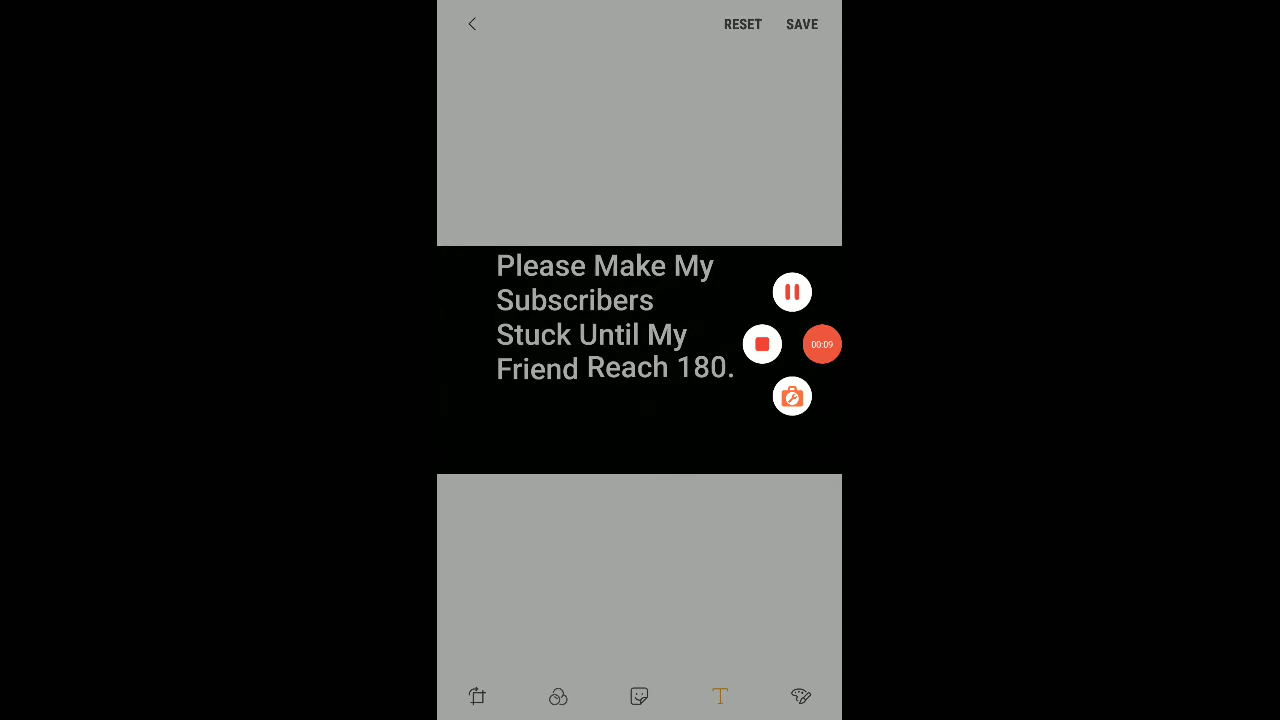 RESET SAVE
Please Make My
Subscribers
Stuck Until My
Friend Reach 180.
00:09
T